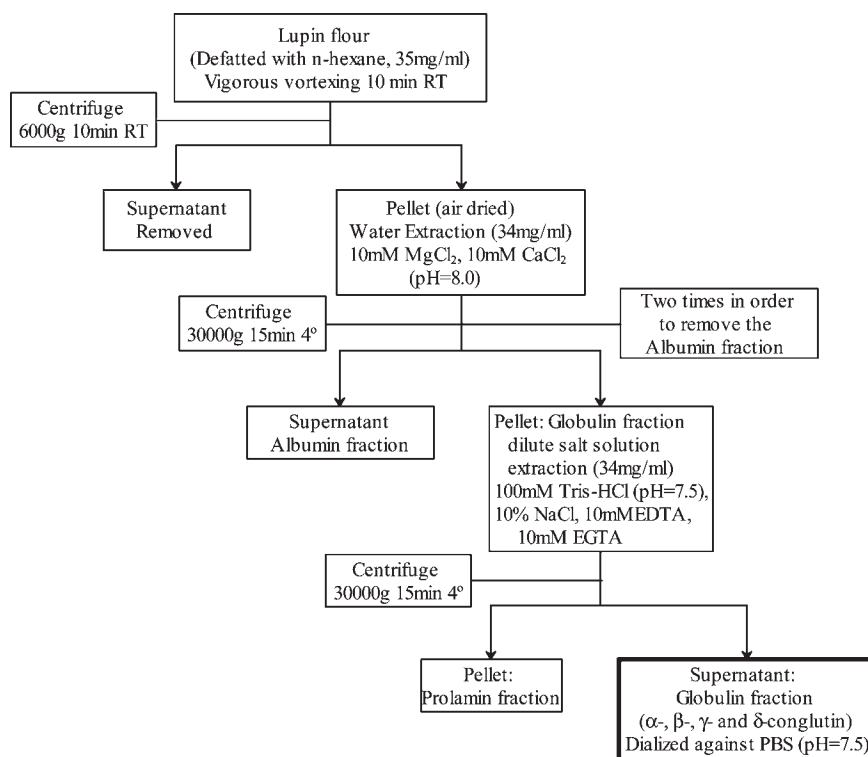 Lupin flour
(Defatted with n-hexane, 35mg/ml)
Vigorous vortexing 10 min RT
Centrifuge
6000g 10min RT
Supernatant
Removed
Pellet (air dried)
Water Extraction (34mg/ml)
10mM MgCl₂, 10mM CaCl₂
(pH=8.0)
Centrifuge
30000g 15min 4º
Two times in order
to remove the
Albumin fraction
Supernatant
Albumin fraction
Pellet: Globulin fraction
dilute salt solution
extraction (34mg/ml)
100mM Tris-HCl (pH=7.5),
10% NaCl, 10mMEDTA,
10mM EGTA
Centrifuge
30000g 15min 4º
Pellet:
Prolamin fraction
Supernatant:
Globulin fraction
(α-, β-, γ- and δ-conglutin)
Dialized against PBS (pH=7.5)